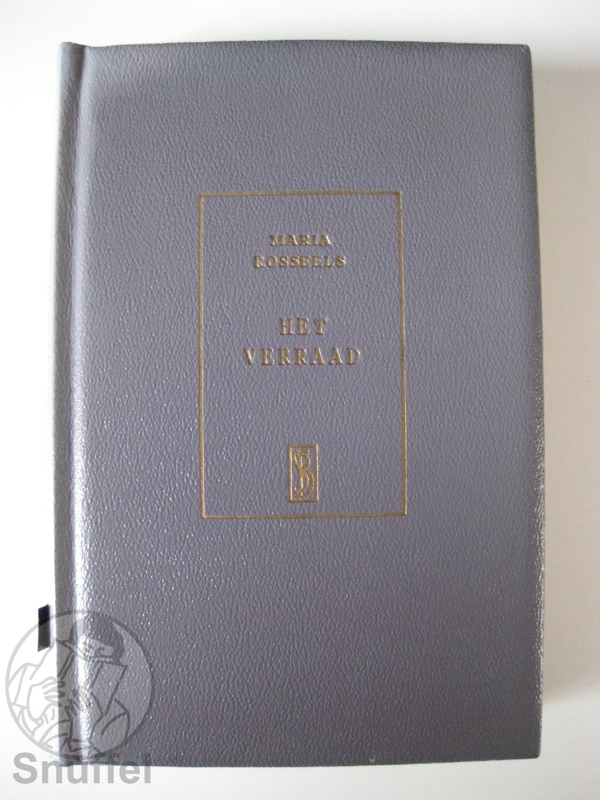 MARIA
ROSSEELS
HET
VERRAAD
Snuffel